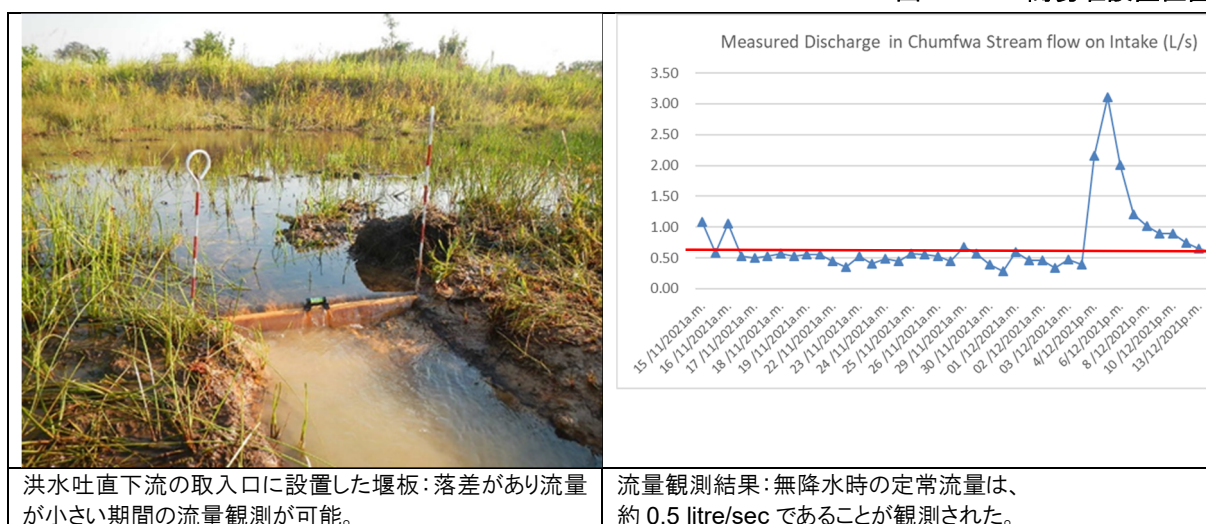 Measured Discharge in Chumfwa Stream flow on Intake (L/s)
3.50
3.00
2.50
2.00
1.50
1.00
0.50
0.00
15 /11/2021a.m.
16 /11/2021a.m.
17 /11/2021a.m.
18 /11/2021a.m.
19 /11/2021a.m.
22 /11/2021a.m.
23 /11/2021a.m.
24 /11/2021a.m.
25 /11/2021a.m.
26 /11/2021a.m.
29 /11/2021a.m.
30 /11/2021a.m.
01 /12/2021a.m.
02 /12/2021a.m.
03 /12/2021a.m.
4/12/2021p.m.
6/12/2021p.m.
8/12/2021p.m.
10/12/2021p.m.
13/12/2021p.m.
洪水吐直下流の取入口に設置した堰板：落差があり流量
が小さい期間の流量観測が可能。
流量観測結果：無降水時の定常流量は、
約 0.5 litre/sec であることが観測された。